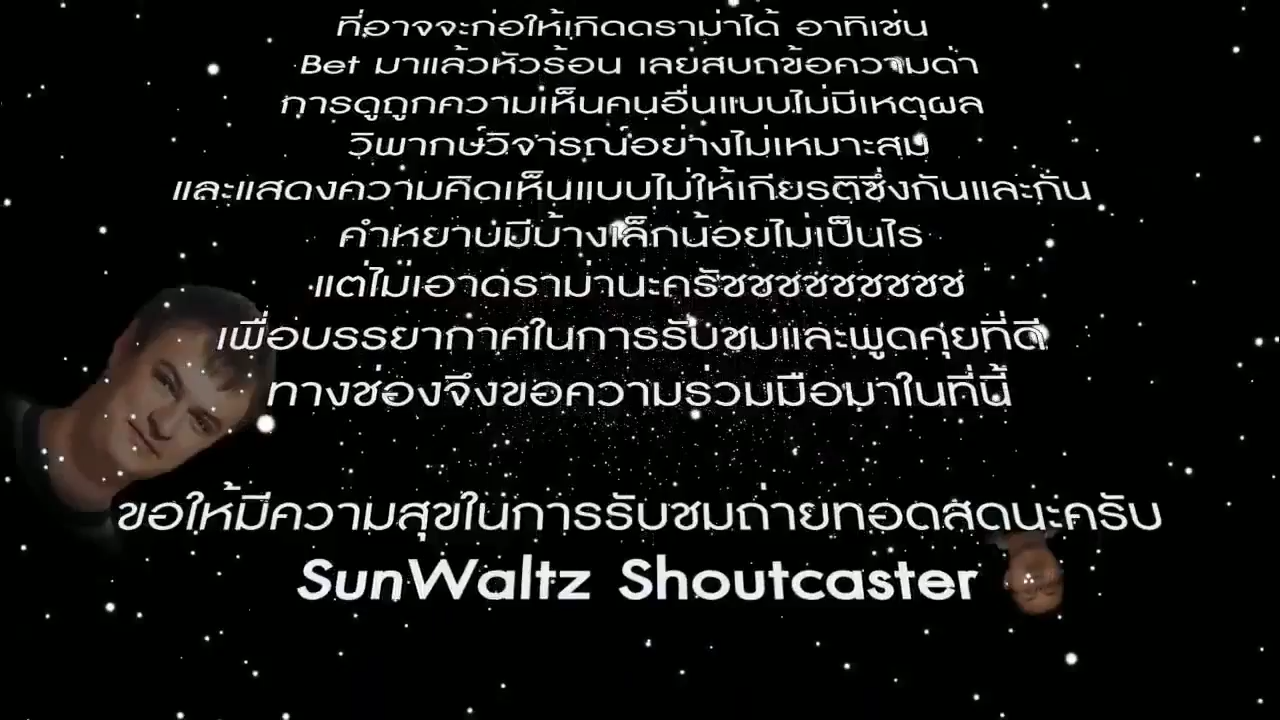 ที่อาจจะก่อให้เกิดดราม่าได้ อาทิเช่น
Bet มาแล้วหัวร้อน เลยสบถข้อความด่า
การดูถูกความเห็นคนอื่นแบบไม่มีเหตุผล
วิพากษ์วิจารณ์อย่างไม่เหมาะสม
และแสดงความคิดเห็นแบบไม่ให้เกียรติซึ่งกันและกัน
คำหยาบมีบ้างเล็กน้อยไม่เป็นไร
แต่ไม่เอาดราม่านะครัชชชชชชชชชช
เพื่อบรรยากาศในการรับชมและพูดคุยที่ดี
ทางช่องจึงขอความร่วมมือมาในที่นี้
ขอให้มีความสุขในการรับชมถ่ายทอดสดนะครับ
SunWaltz Shoutcaster